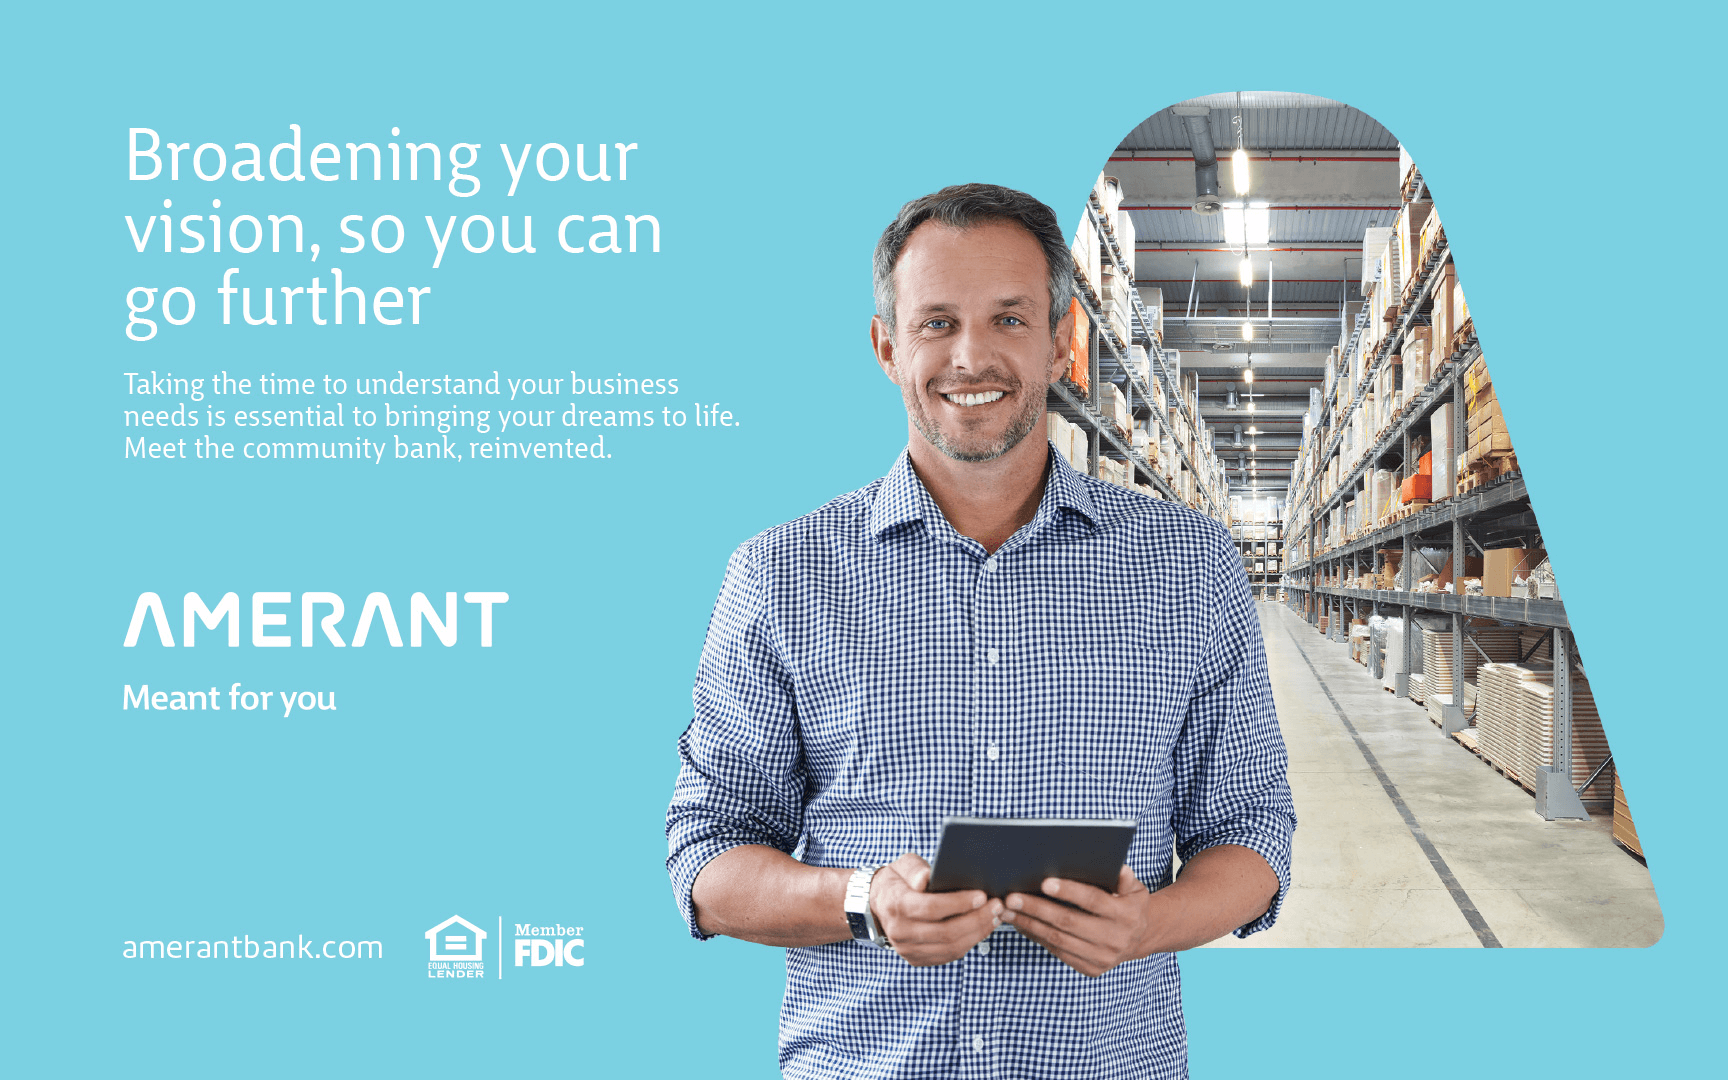 Broadening your
vision, so you can
go further
Taking the time to understand your business
needs is essential to bringing your dreams to life.
Meet the community bank, reinvented.
AMERANT
Meant for you
amerantbank.com
EQUAL HOUSING
LENDER
Member
FDIC